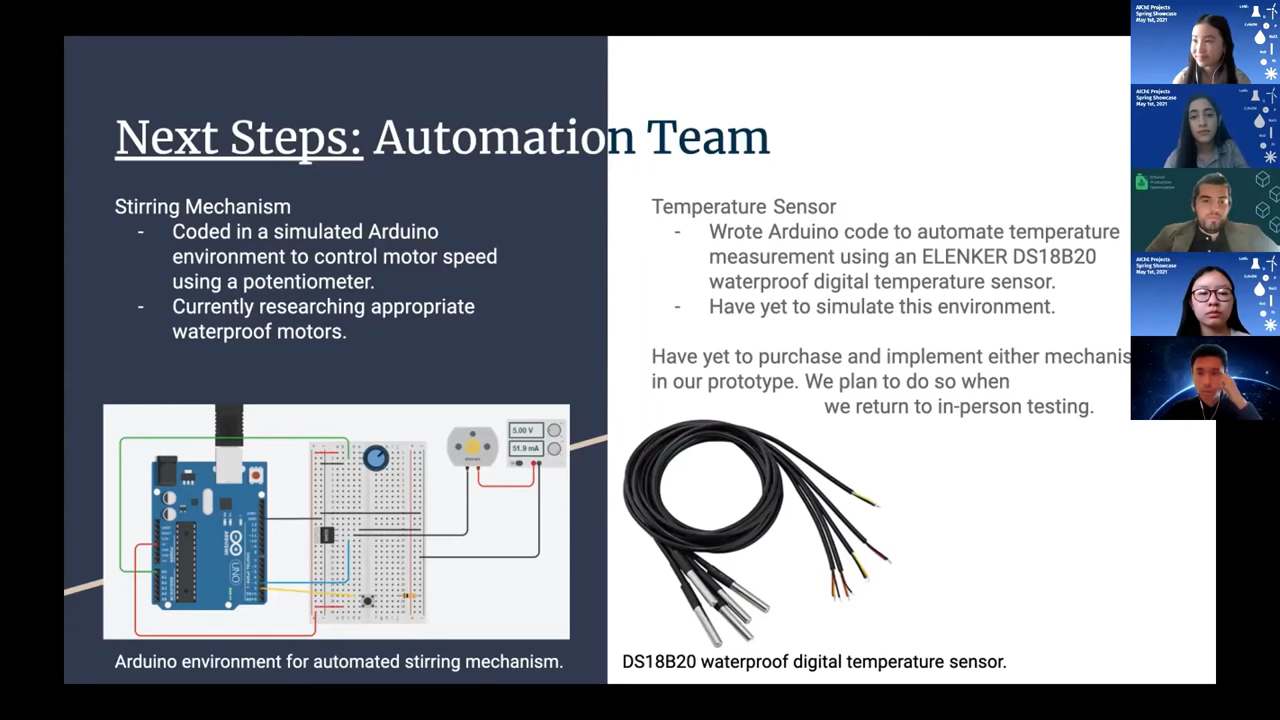 Next Steps: Automation Team
Stirring Mechanism
- Coded in a simulated Arduino
environment to control motor speed
using a potentiometer.
- Currently researching appropriate
waterproof motors.
Temperature Sensor
- Wrote Arduino code to automate temperature
measurement using an ELENKER DS18B20
waterproof digital temperature sensor.
- Have yet to simulate this environment.
Have yet to purchase and implement either mechanis
in our prototype. We plan to do so when
we return to in-person testing.
5.00 V
51.9 mA
UNO
ARDUINO
Arduino environment for automated stirring mechanism.
DS18B20 waterproof digital temperature sensor.
AIChE Projects
Spring Showcase
May 1st, 2021
AIChE Projects
Spring Showcase
May 1st, 2021
Ethanol
Production
Optimization
AIChE Projects
Spring Showcase
May 1st, 2021